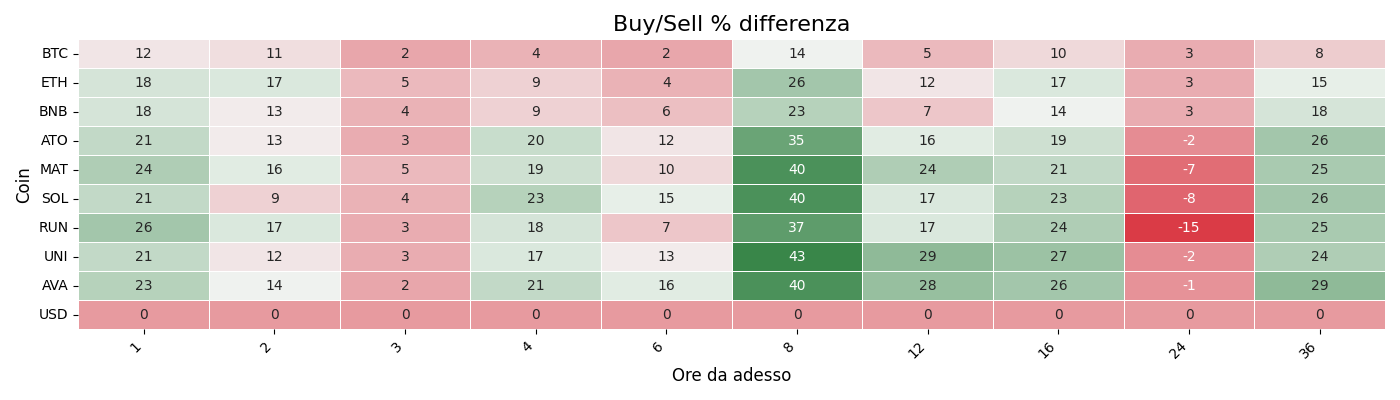 Buy/Sell % differenza
Coin
BTC 12 11 2 4 2 14 5 10 3 8
ETH 18 17 5 9 4 26 12 17 3 15
BNB 18 13 4 9 6 23 7 14 3 18
ATO 21 13 3 20 12 35 16 19 -2 26
MAT 24 16 5 19 10 40 24 21 -7 25
SOL 21 9 4 23 15 40 17 23 -8 26
RUN 26 17 3 18 7 37 17 24 -15 25
UNI 21 12 3 17 13 43 29 27 -2 24
AVA 23 14 2 21 16 40 28 26 -1 29
USD 0 0 0 0 0 0 0 0 0 0
1 2 3 4 6 8 12 16 24 36
Ore da adesso